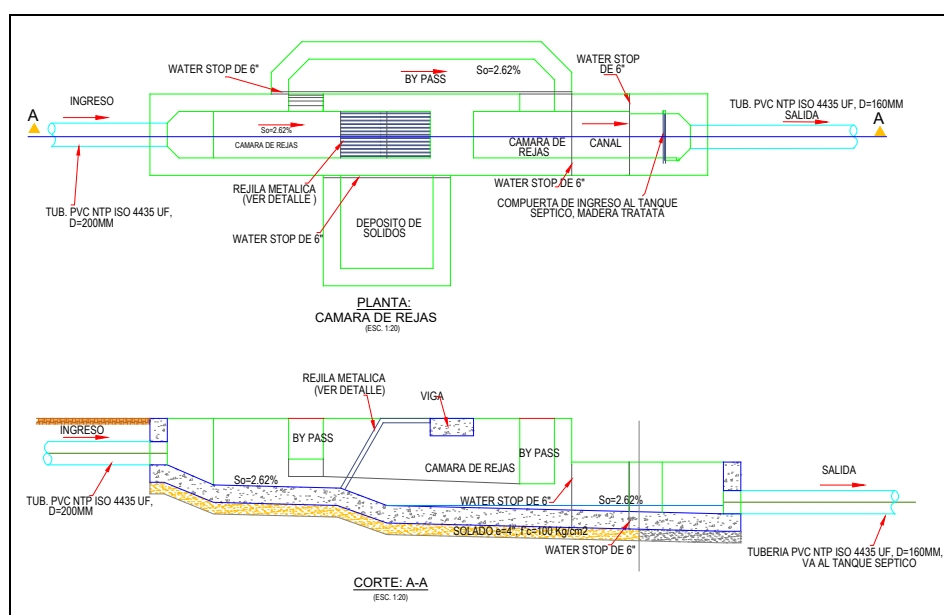 WATER STOP DE 6"
So=2.62%
BY PASS
WATER STOP
DE 6"
TUB. PVC NTP ISO 4435 UF, D=160MM
SALIDA
INGRESO
A
A
So=2.62%
CAMARA DE REJAS
CAMARA DE
REJAS
CANAL
REJILA METALICA
(VER DETALLE )
WATER STOP DE 6"
COMPUERTA DE INGRESO AL TANQUE
SEPTICO, MADERA TRATATA
TUB. PVC NTP ISO 4435 UF,
D=200MM
DEPOSITO DE
SOLIDOS
WATER STOP DE 6"
PLANTA:
CAMARA DE REJAS
(ESC. 1:20)
REJILA METALICA
(VER DETALLE)
VIGA
INGRESO
BY PASS
BY PASS
CAMARA DE REJAS
SALIDA
So=2.62%
WATER STOP DE 6"
So=2.62%
TUB. PVC NTP ISO 4435 UF,
D=200MM
SOLADO e=4", f'c=100 Kg/cm2
WATER STOP DE 6"
TUBERIA PVC NTP ISO 4435 UF, D=160MM,
VA AL TANQUE SEPTICO
CORTE: A-A
(ESC. 1:20)